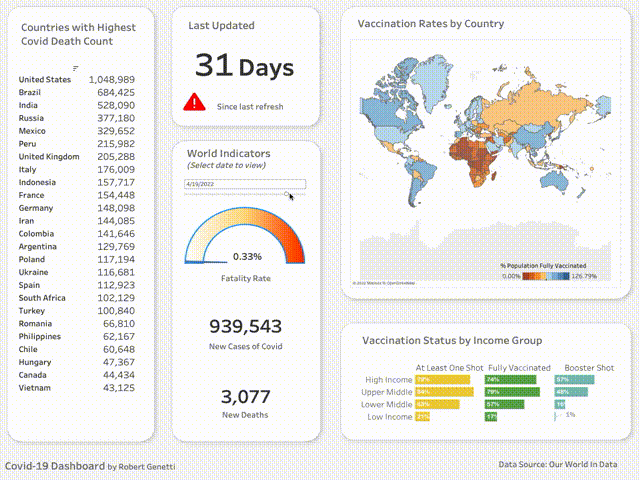 Countries with Highest
Covid Death Count
United States 1,048,989
Brazil 684,425
India 528,090
Russia 377,180
Mexico 329,652
Peru 215,982
United Kingdom 205,288
Italy 176,009
Indonesia 157,717
France 154,448
Germany 148,098
Iran 144,085
Colombia 141,646
Argentina 129,769
Poland 117,194
Ukraine 116,681
Spain 112,923
South Africa 102,129
Turkey 100,840
Romania 66,810
Philippines 62,167
Chile 60,648
Hungary 47,367
Canada 44,434
Vietnam 43,125
Last Updated
31 Days
Since last refresh
World Indicators
(Select date to view)
4/19/2022
0.33%
Fatality Rate
939,543
New Cases of Covid
3,077
New Deaths
Vaccination Rates by Country
% Population Fully Vaccinated
0.00% 126.79%
© 2022 Mapbox © OpenStreetMap
Vaccination Status by Income Group
At Least One Shot Fully Vaccinated Booster Shot
High Income 74%
Upper Middle 79% 48%
Lower Middle 57%
Low Income 1%
Covid-19 Dashboard by Robert Genetti
Data Source: Our World In Data